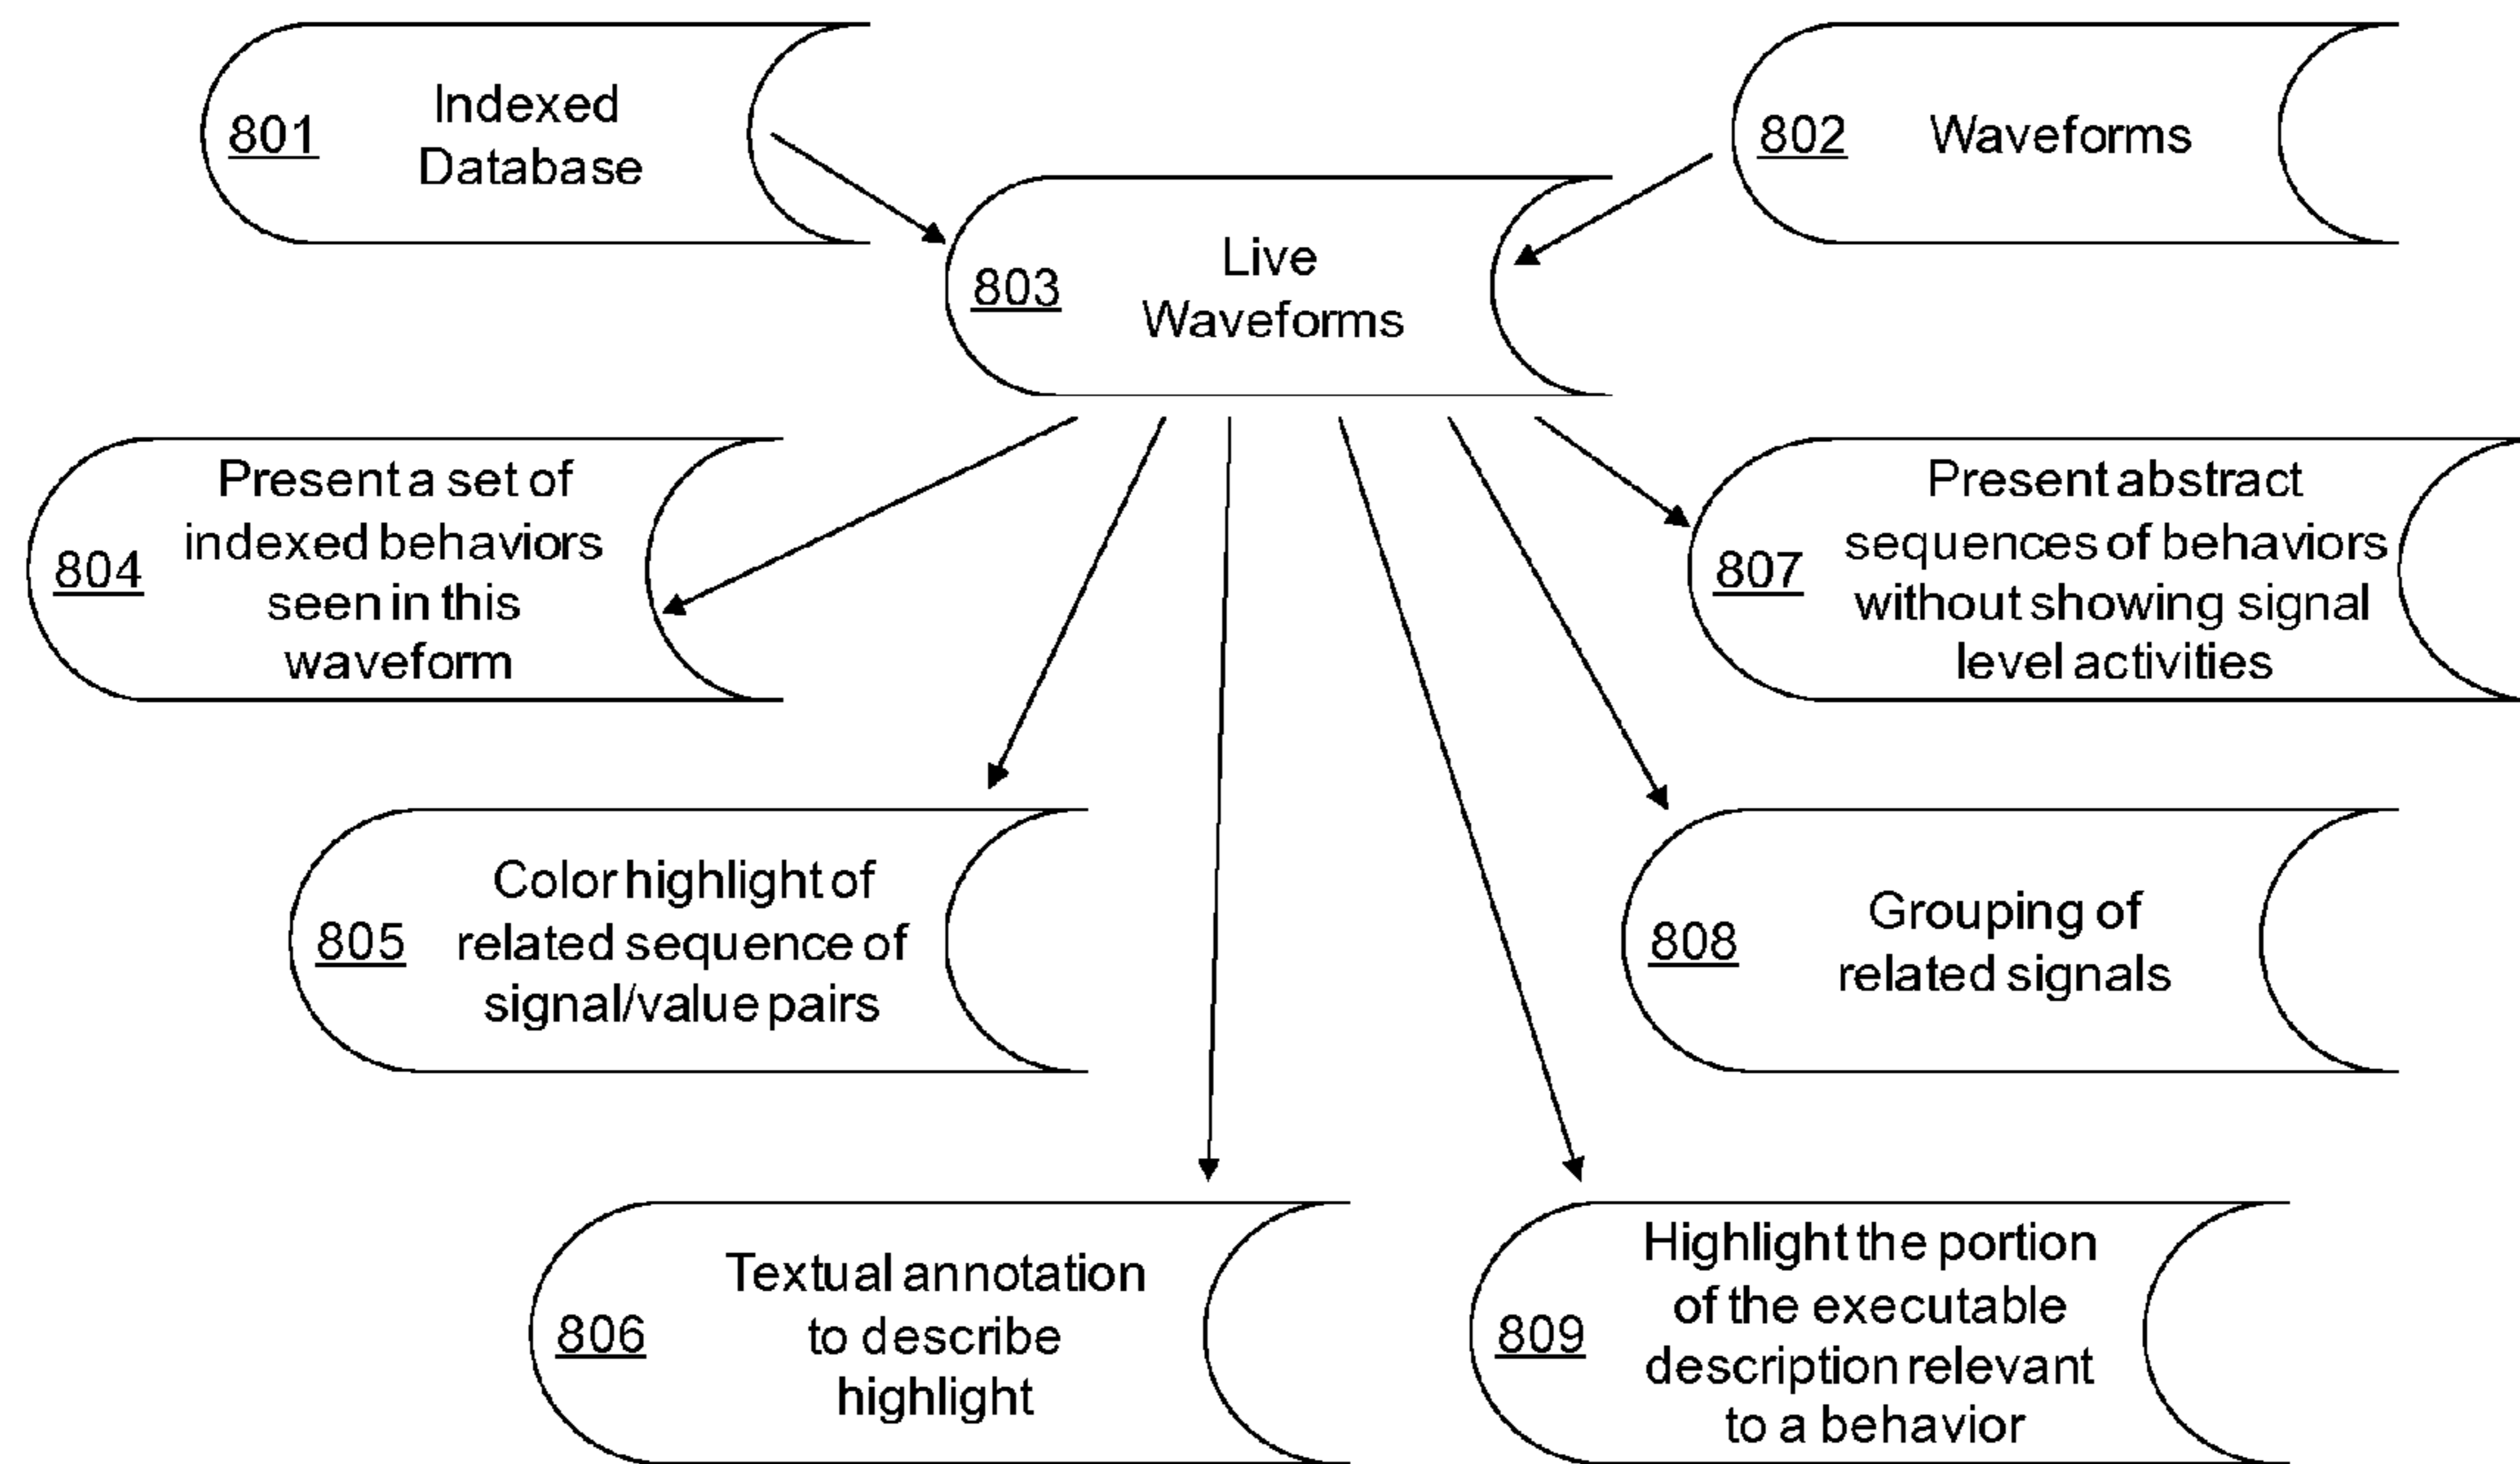 801
Indexed
Database
802
Waveforms
803
Live
Waveforms
804
Present a set of
indexed behaviors
seen in this
waveform
807
Present abstract
sequences of behaviors
without showing signal
level activities
805
Color highlight of
related sequence of
signal/value pairs
808
Grouping of
related signals
806
Textual annotation
to describe
highlight
809
Highlight the portion
of the executable
description relevant
to a behavior